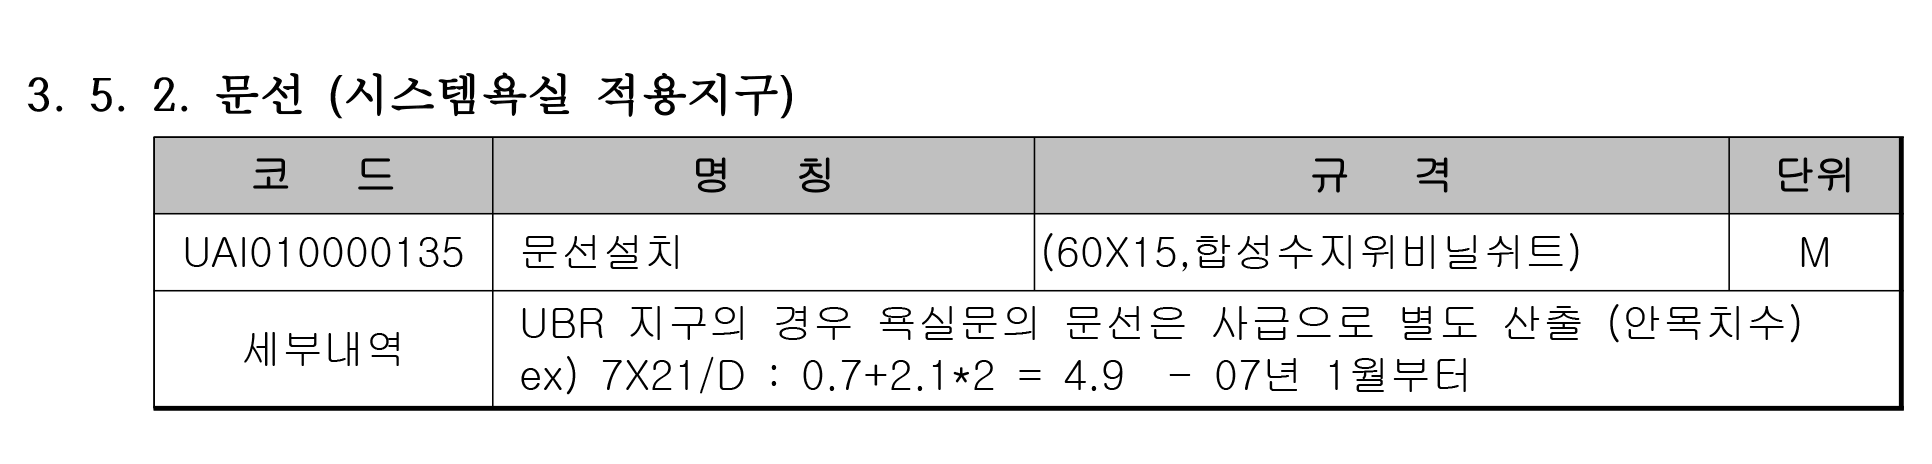 3. 5. 2. 문선 (시스템욕실 적용지구)
코 드 명 칭 규 격 단위
UAI010000135 문선설치 (60X15,합성수지위비닐쉬트) M
세부내역
UBR 지구의 경우 욕실문의 문선은 사급으로 별도 산출 (안목치수)
ex) 7X21/D : 0.7+2.1*2 = 4.9 - 07년 1월부터